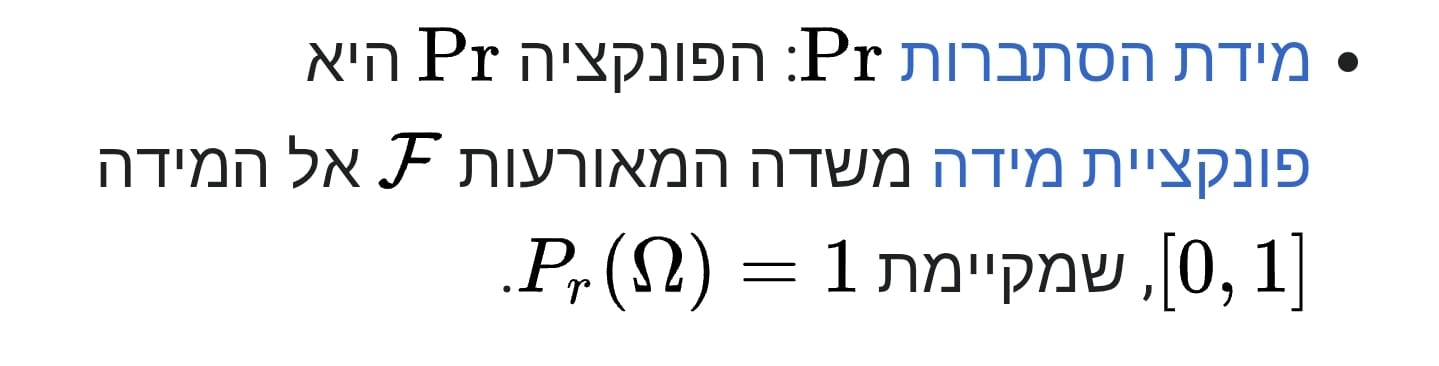 • מידת הסתברות Pr: הפונקציה Pr היא
פונקציית מידה משדה המאורעות ℱ אל המידה
[0, 1], שמקיימת P_r(Ω) = 1.